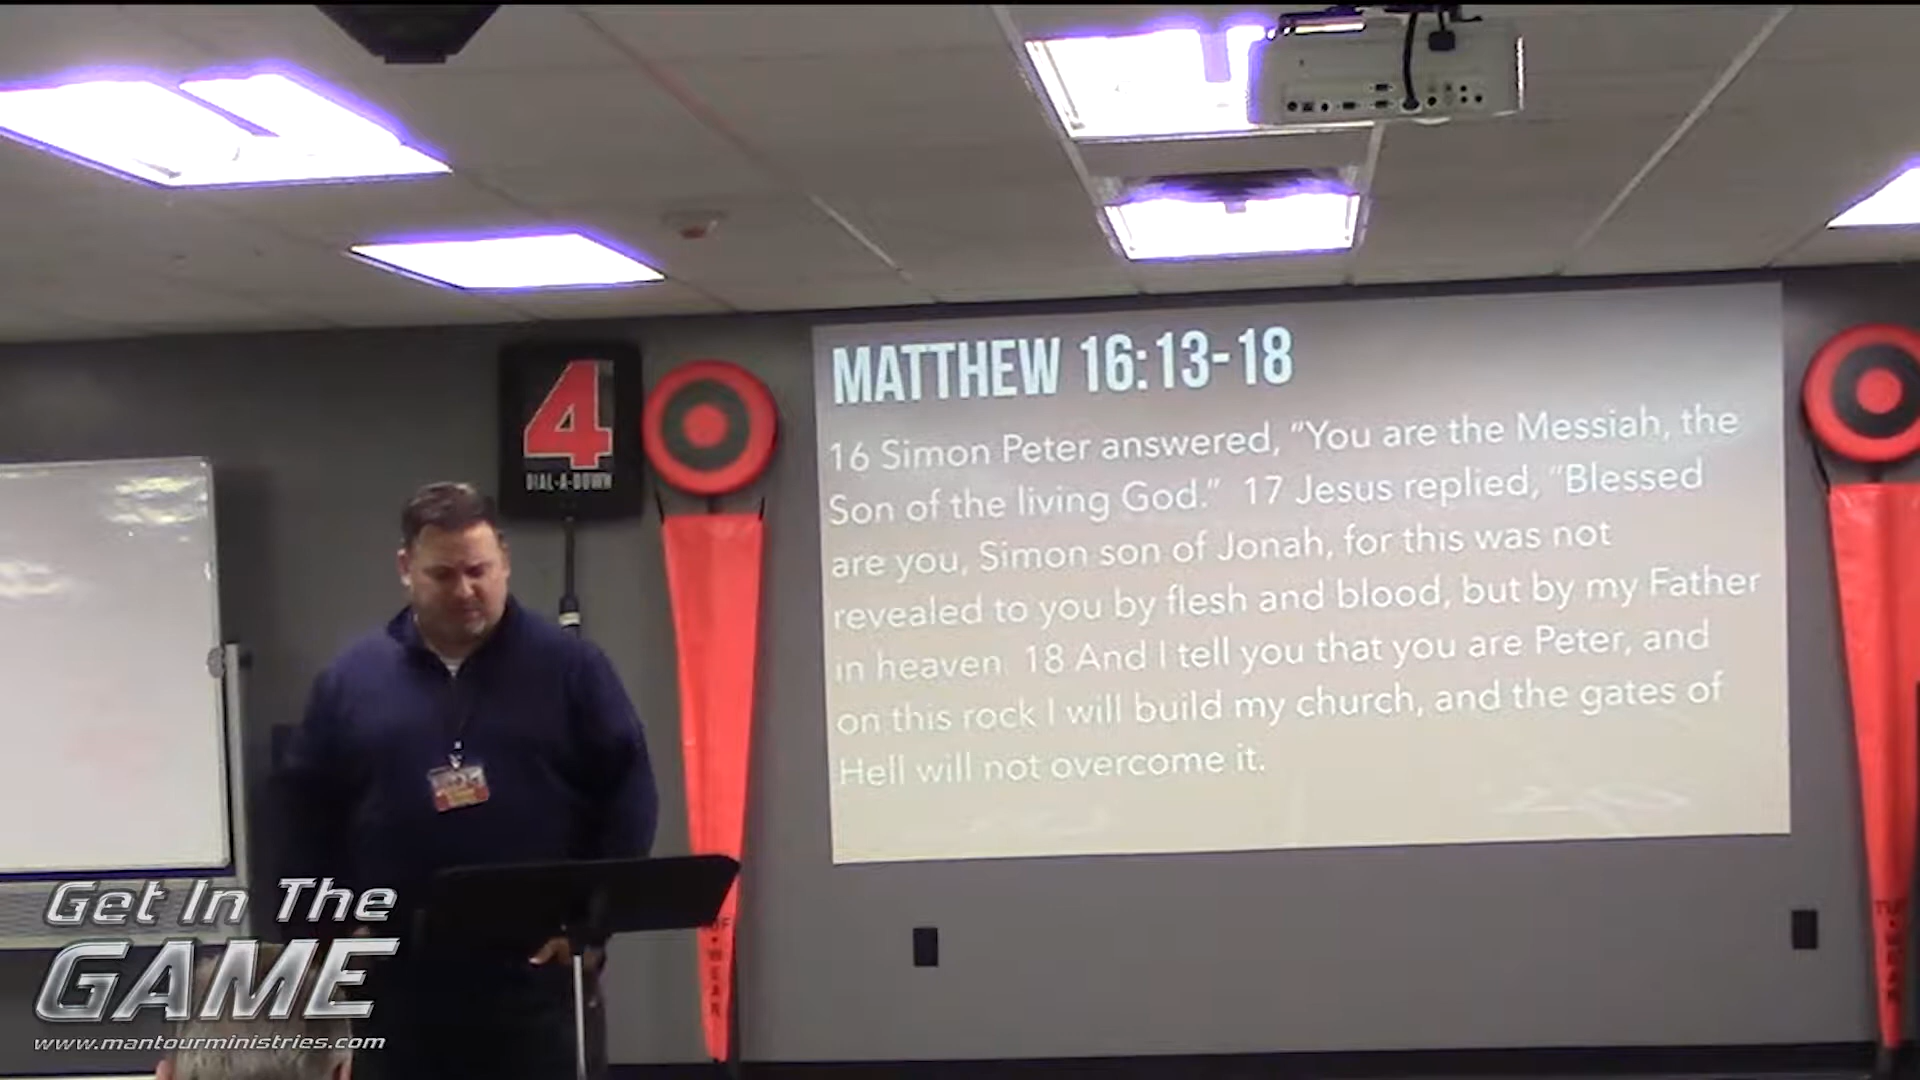 4
DIAL-A-DOWN
MATTHEW 16:13-18
16 Simon Peter answered, “You are the Messiah, the
Son of the living God.” 17 Jesus replied, “Blessed
are you, Simon son of Jonah, for this was not
revealed to you by flesh and blood, but by my Father
in heaven. 18 And I tell you that you are Peter, and
on this rock I will build my church, and the gates of
Hell will not overcome it.
Get In The
GAME
www.mantourministries.com